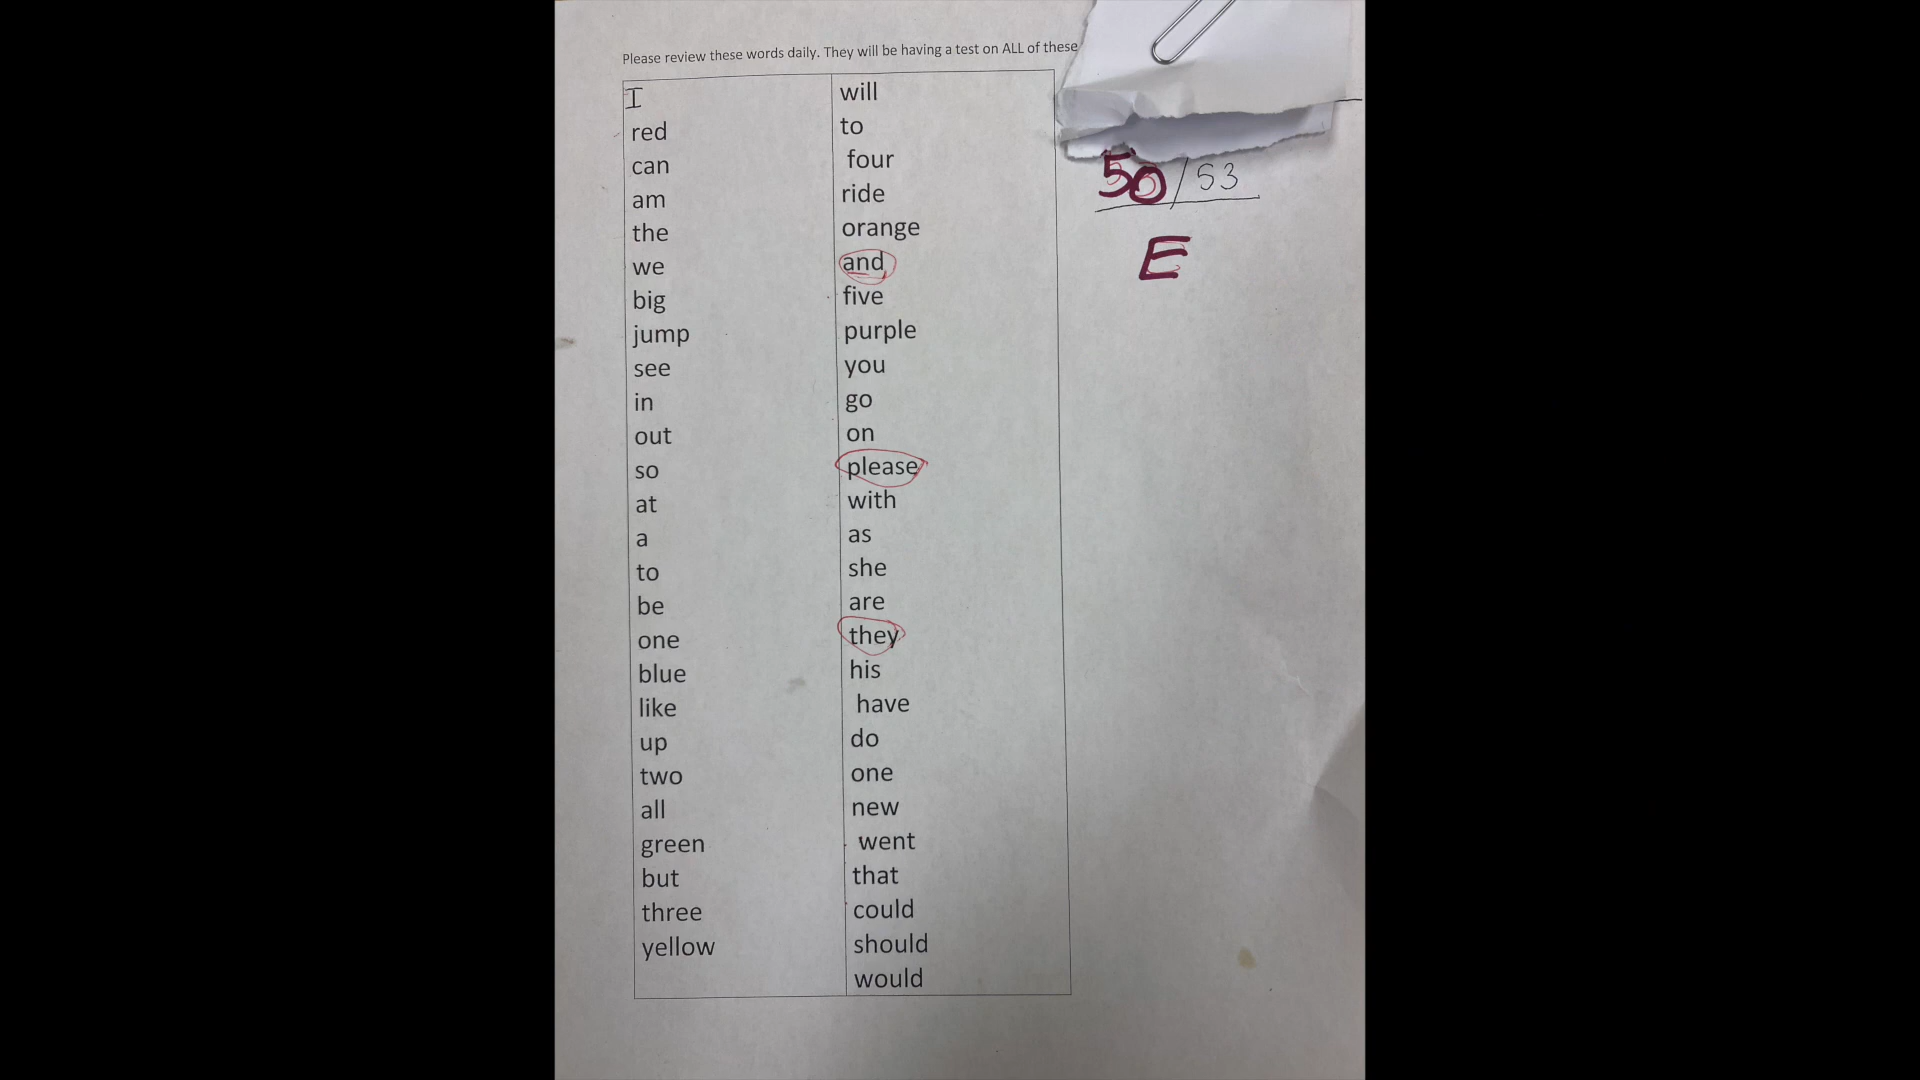 Please review these words daily. They will be having a test on ALL of these
I
red
can
am
the
we
big
jump
see
in
out
so
at
a
to
be
one
blue
like
up
two
all
green
but
three
yellow
will
to
four
ride
orange
and
five
purple
you
go
on
please
with
as
she
are
they
his
have
do
one
new
went
that
could
should
would
50/53
E